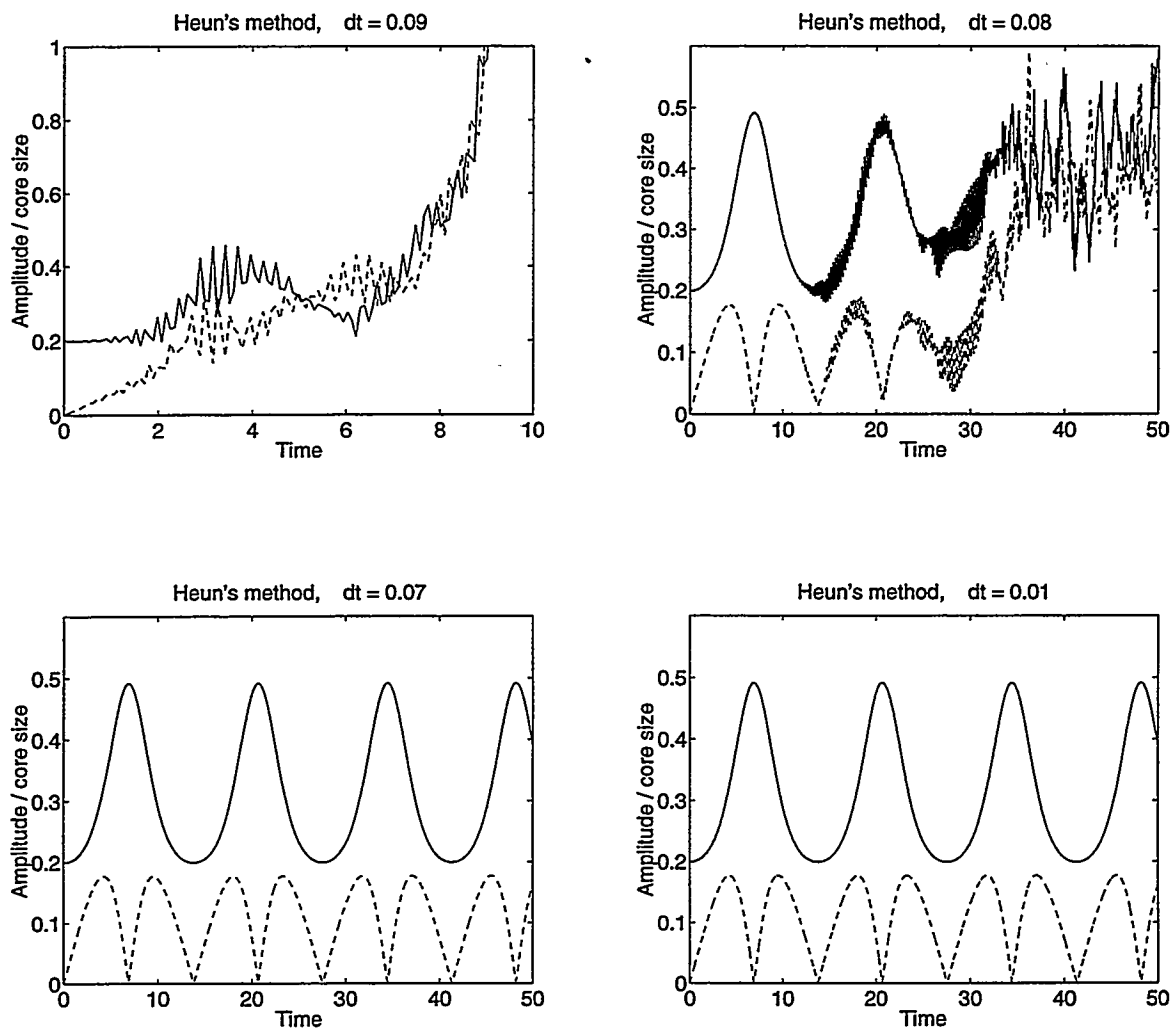 Heun's method, dt = 0.09
Amplitude / core size
1
0.8
0.6
0.4
0.2
0
0 2 4 6 8 10
Time
Heun's method, dt = 0.08
Amplitude / core size
0.5
0.4
0.3
0.2
0.1
0
0 10 20 30 40 50
Time
Heun's method, dt = 0.07
Amplitude / core size
0.5
0.4
0.3
0.2
0.1
0
0 10 20 30 40 50
Time
Heun's method, dt = 0.01
Amplitude / core size
0.5
0.4
0.3
0.2
0.1
0
0 10 20 30 40 50
Time